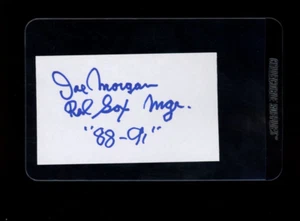 Joe Morgan
Red Sox Mgr.
"88-91"